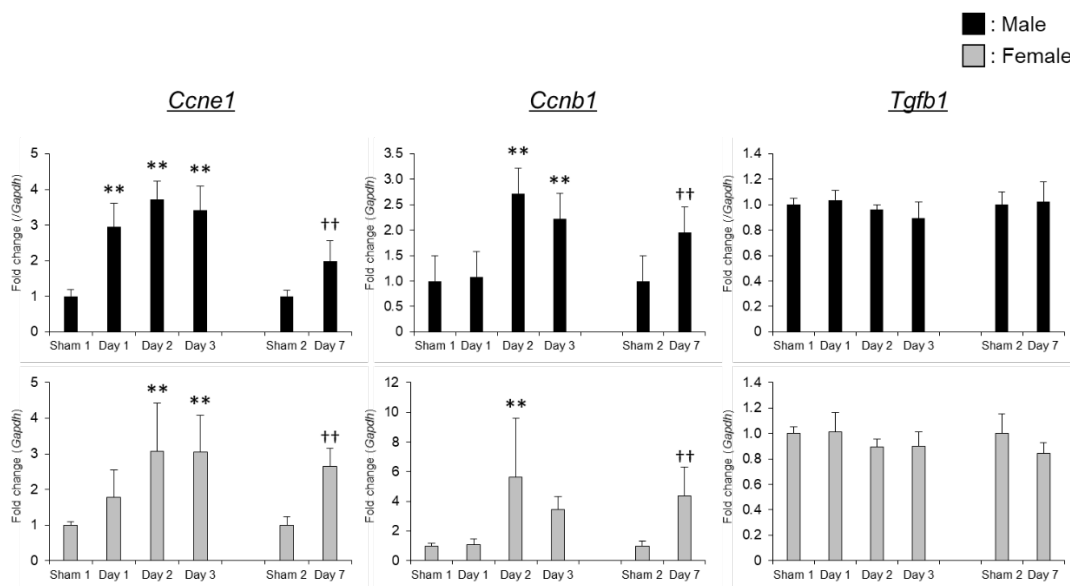 : Male
: Female
Ccne1
Ccnb1
Tgfb1
Fold change (/Gapdh)
5
4
3
2
1
0
** ** ** ††
Sham 1 Day 1 Day 2 Day 3 Sham 2 Day 7
Fold change (Gapdh)
3.5
3.0
2.5
2.0
1.5
1.0
0.5
0.0
** ** ††
Sham 1 Day 1 Day 2 Day 3 Sham 2 Day 7
Fold change (/Gapdh)
1.4
1.2
1.0
0.8
0.6
0.4
0.2
0.0
Sham 1 Day 1 Day 2 Day 3 Sham 2 Day 7
Fold change (Gapdh)
5
4
3
2
1
0
** ** ††
Sham 1 Day 1 Day 2 Day 3 Sham 2 Day 7
Fold change (Gapdh)
12
10
8
6
4
2
0
** ††
Sham 1 Day 1 Day 2 Day 3 Sham 2 Day 7
Fold change (Gapdh)
1.4
1.2
1.0
0.8
0.6
0.4
0.2
0.0
Sham 1 Day 1 Day 2 Day 3 Sham 2 Day 7